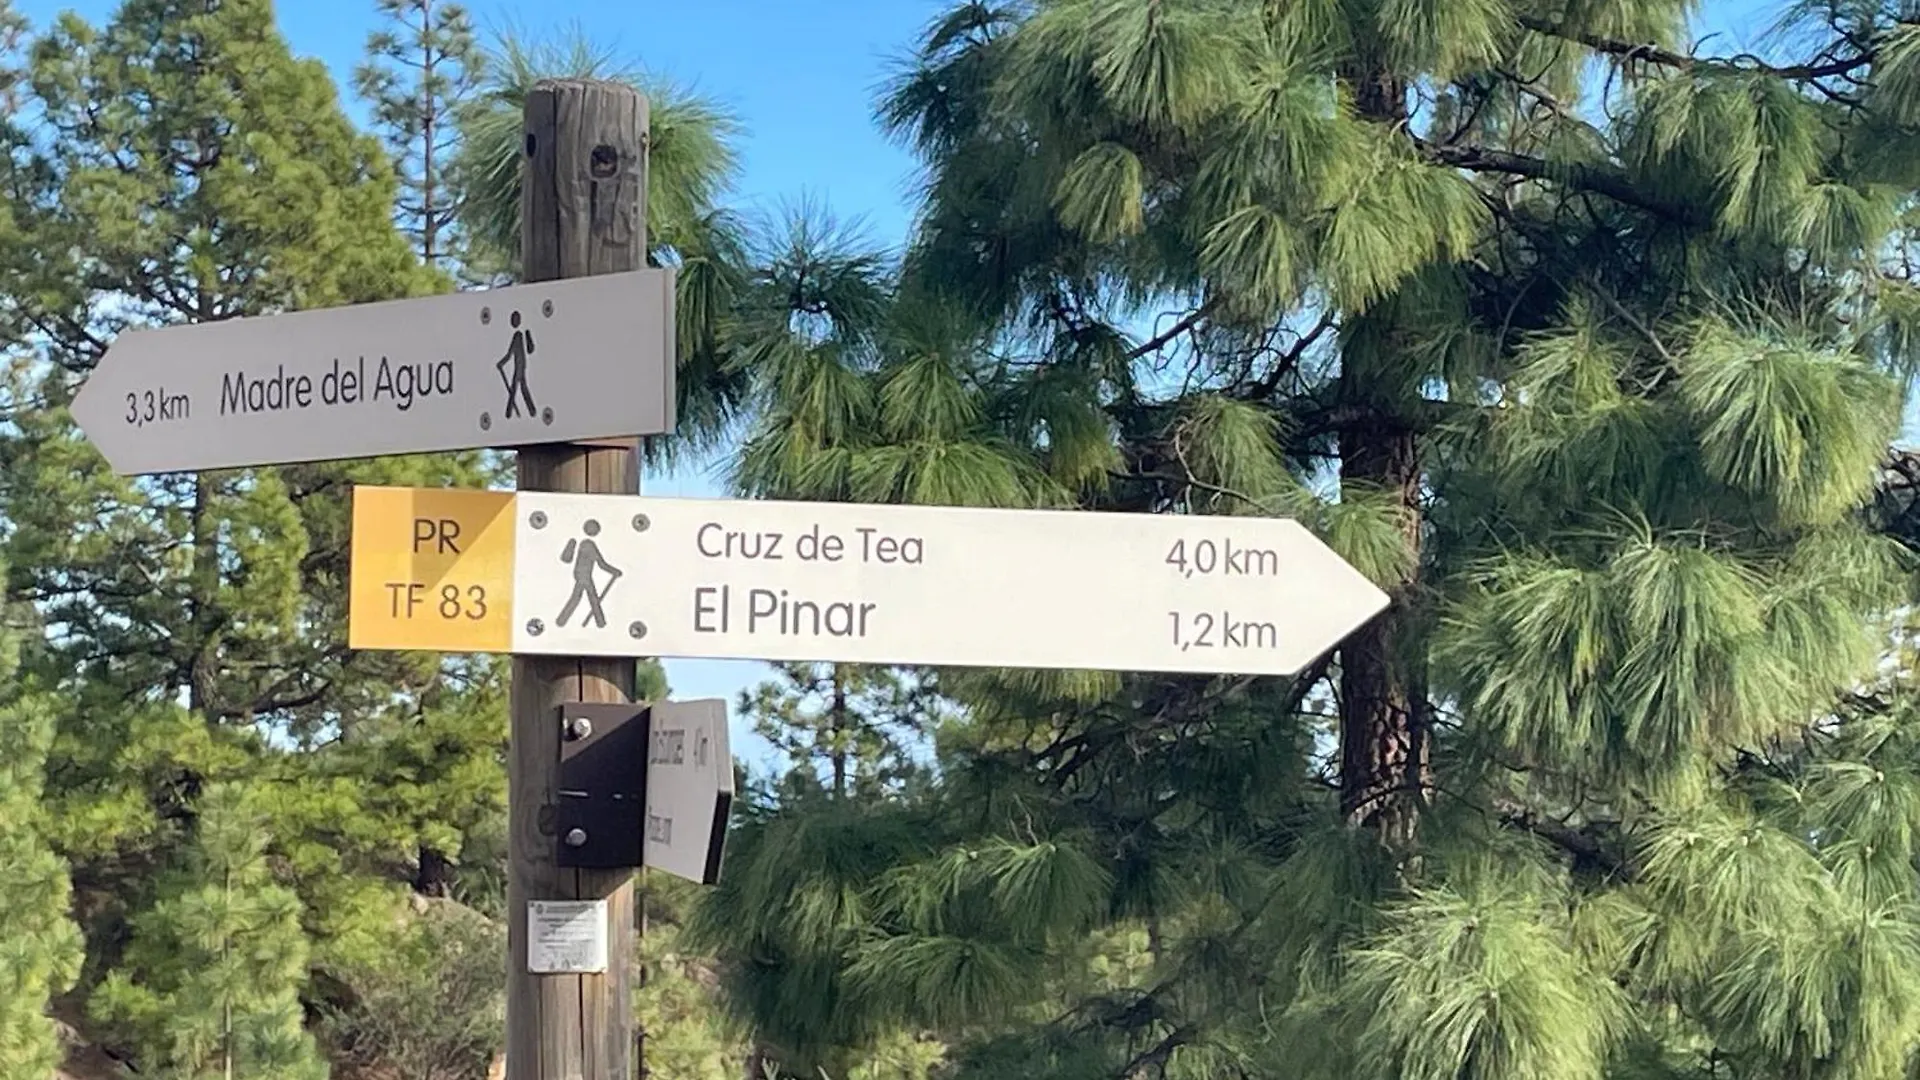 3,3 km Madre del Agua
PR
TF 83
Cruz de Tea 4,0 km
El Pinar 1,2 km